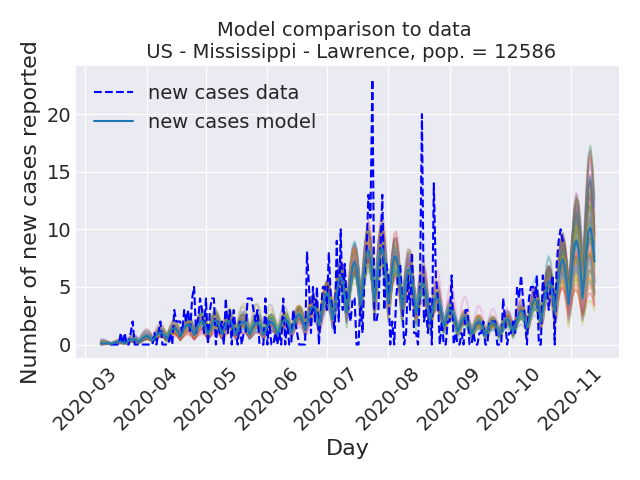 Model comparison to data
US - Mississippi - Lawrence, pop. = 12586
Number of new cases reported
20
15
10
5
0
new cases data
new cases model
2020-03
2020-04
2020-05
2020-06
2020-07
2020-08
2020-09
2020-10
2020-11
Day